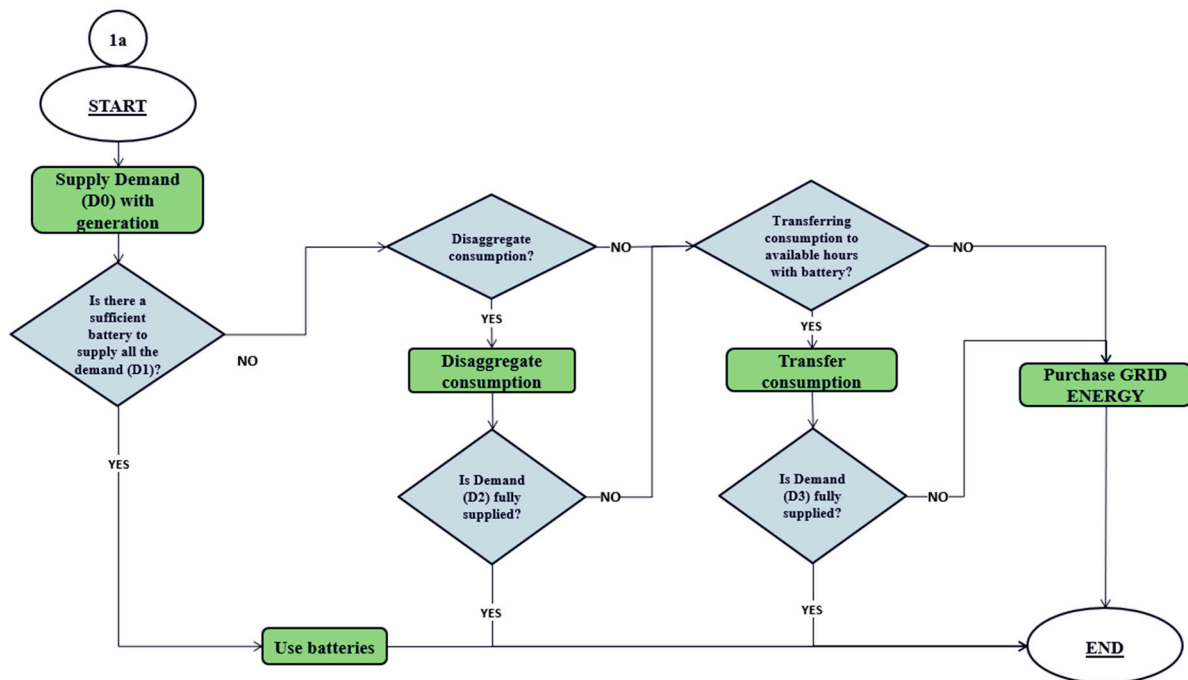 1a
START
Supply Demand
(D0) with
generation
Is there a
sufficient
battery to
supply all the
demand (D1)?
NO
YES
Use batteries
Disaggregate
consumption?
NO
YES
Disaggregate
consumption
Is Demand
(D2) fully
supplied?
NO
YES
Transferring
consumption to
available hours
with battery?
NO
YES
Transfer
consumption
Is Demand
(D3) fully
supplied?
NO
YES
Purchase GRID
ENERGY
END